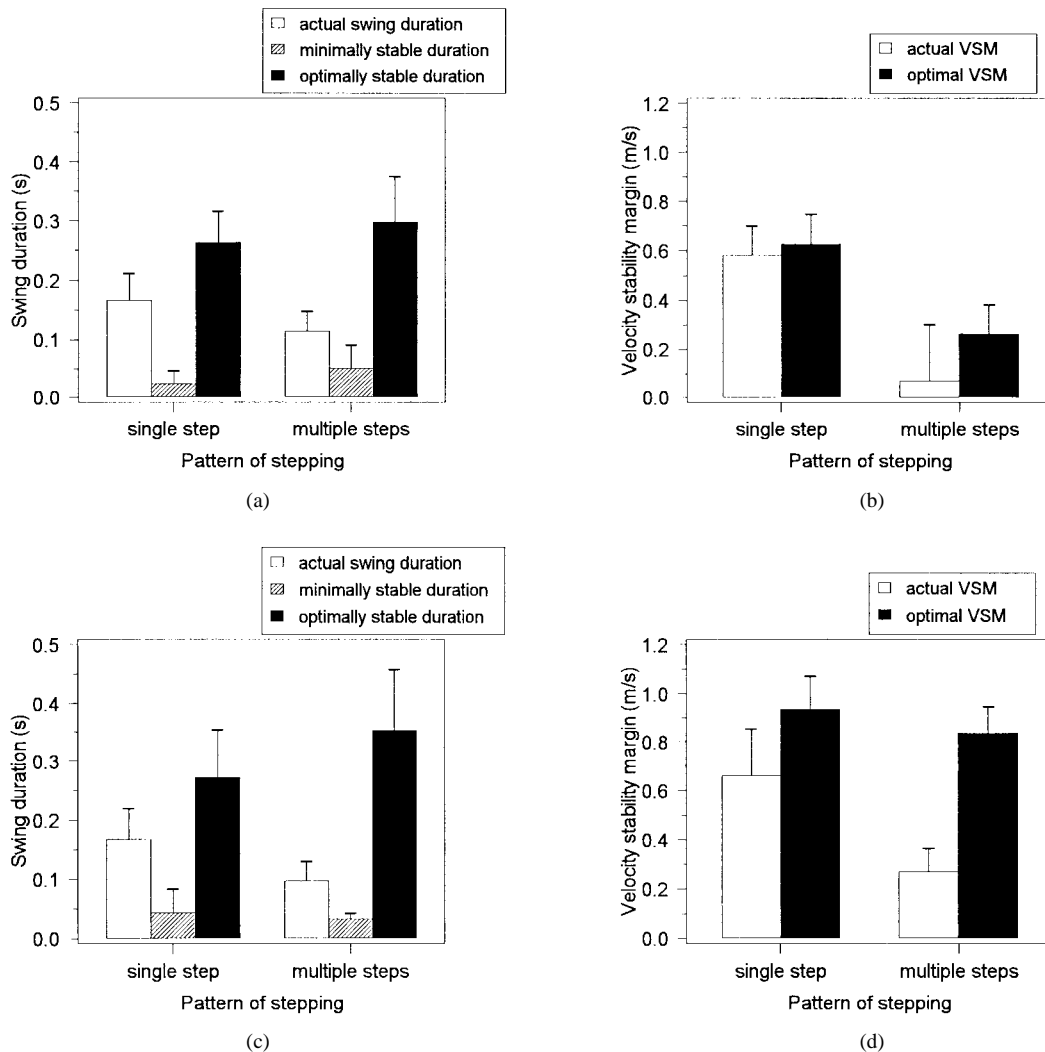 actual swing duration
minimally stable duration
optimally stable duration
0.5
0.4
0.3
0.2
0.1
0.0
Swing duration (s)
single step
multiple steps
Pattern of stepping
(a)
actual VSM
optimal VSM
1.2
1.0
0.8
0.6
0.4
0.2
0.0
Velocity stability margin (m/s)
single step
multiple steps
Pattern of stepping
(b)
actual swing duration
minimally stable duration
optimally stable duration
0.5
0.4
0.3
0.2
0.1
0.0
Swing duration (s)
single step
multiple steps
Pattern of stepping
(c)
actual VSM
optimal VSM
1.2
1.0
0.8
0.6
0.4
0.2
0.0
Velocity stability margin (m/s)
single step
multiple steps
Pattern of stepping
(d)